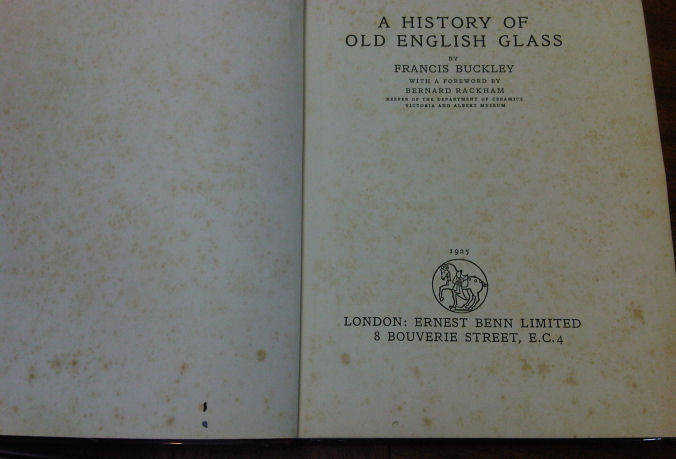 A HISTORY OF
OLD ENGLISH GLASS
BY
FRANCIS BUCKLEY
WITH A FOREWORD BY
BERNARD RACKHAM
KEEPER OF THE DEPARTMENT OF CERAMICS,
VICTORIA AND ALBERT MUSEUM
1925
LONDON: ERNEST BENN LIMITED
8 BOUVERIE STREET, E.C.4